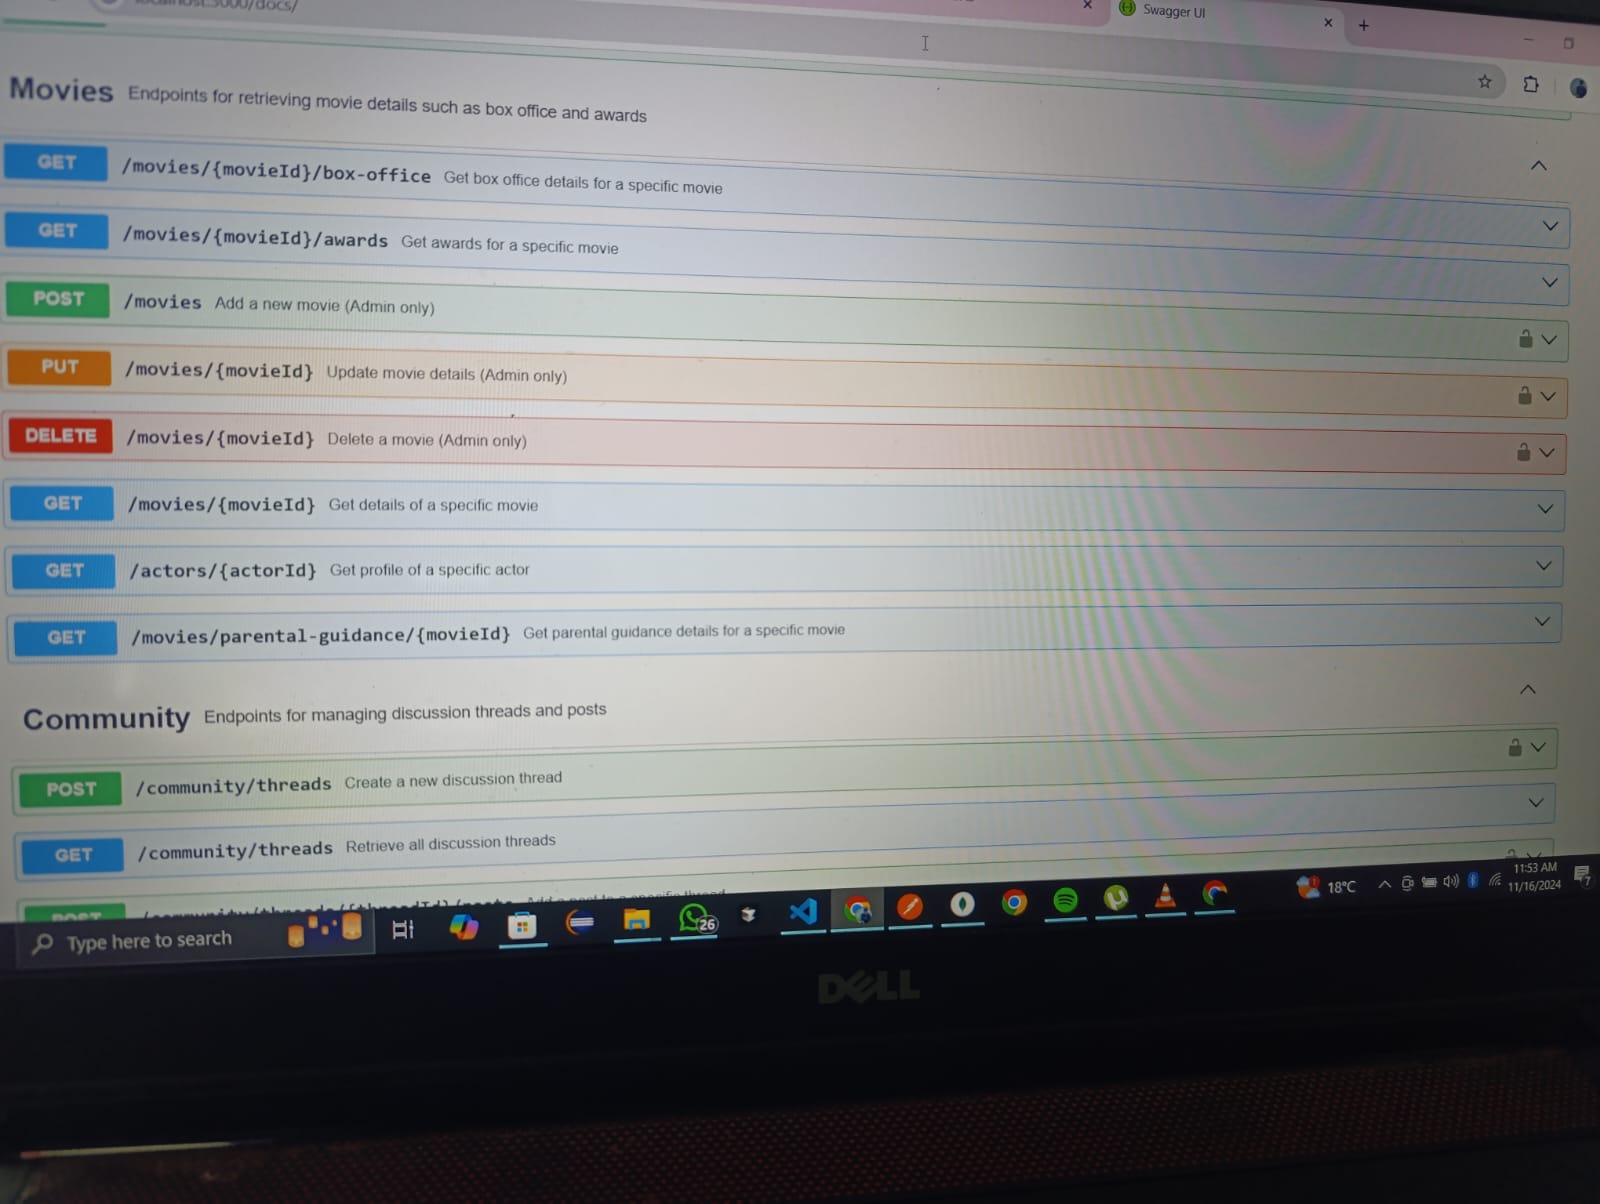 Swagger UI
Movies Endpoints for retrieving movie details such as box office and awards
GET /movies/{movieId}/box-office Get box office details for a specific movie
GET /movies/{movieId}/awards Get awards for a specific movie
POST /movies Add a new movie (Admin only)
PUT /movies/{movieId} Update movie details (Admin only)
DELETE /movies/{movieId} Delete a movie (Admin only)
GET /movies/{movieId} Get details of a specific movie
GET /actors/{actorId} Get profile of a specific actor
GET /movies/parental-guidance/{movieId} Get parental guidance details for a specific movie
Community Endpoints for managing discussion threads and posts
POST /community/threads Create a new discussion thread
GET /community/threads Retrieve all discussion threads
POST
Type here to search
26
18°C
11:53 AM
11/16/2024
7
DELL